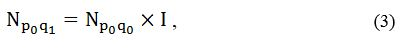 N_{p_0 q_1} = N_{p_0 q_0} × I , (3)